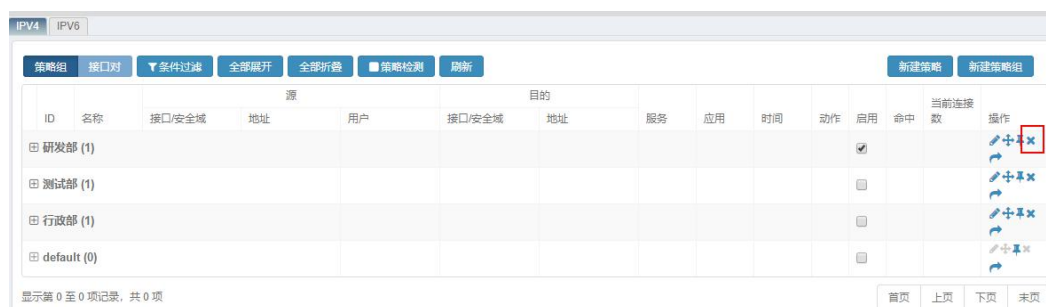 IPV4 IPV6
策略组 接口对 条件过滤 全部展开 全部折叠 策略检测 刷新 新建策略 新建策略组
源 目的
ID 名称 接口/安全域 地址 用户 接口/安全域 地址 服务 应用 时间 动作 启用 命中 当前连接数 操作
研发部 (1)
测试部 (1)
行政部 (1)
default (0)
显示第 0 至 0 项记录，共 0 项 首页 上页 下页 末页